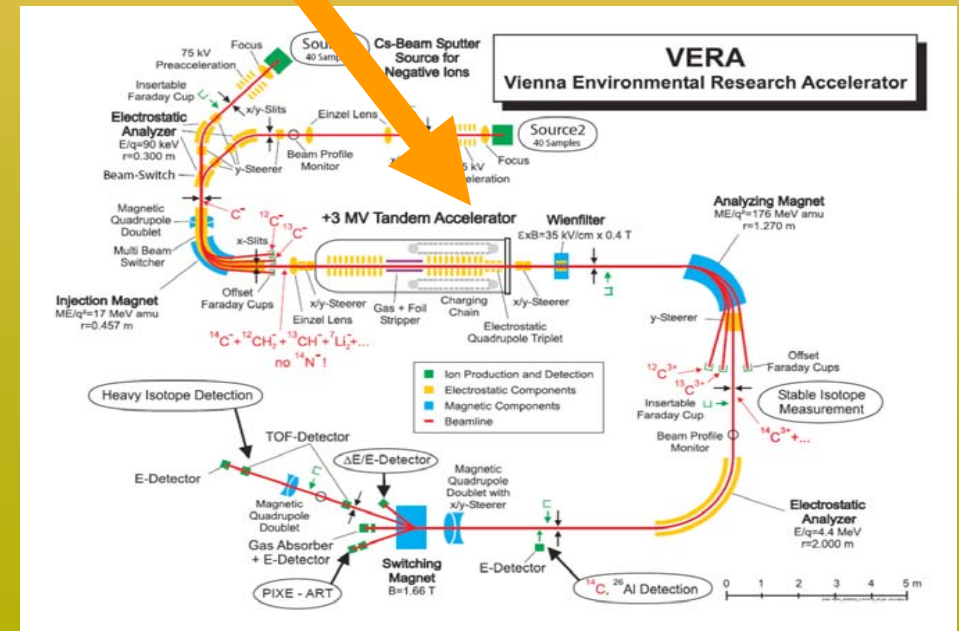 VERA
Vienna Environmental Research Accelerator
Focus
75 kV
Preacceleration
40 Samples
Cs-Beam Sputter
Source for
Negative Ions
Insertable
Faraday Cup
x/y-Slits
Electrostatic
Analyzer
E/q=90 keV
r=0.300 m
Einzel Lens
Source2
40 Samples
Beam Profile
Monitor
Focus
y-Steerer
Beam-Switch
Magnetic
Quadrupole
Doublet
C⁻
¹²C⁻
¹³C⁻
x-Slits
Multi Beam
Switcher
+3 MV Tandem Accelerator
Wienfilter
ExB=35 kV/cm x 0.4 T
Analyzing Magnet
ME/q²=176 MeV amu
r=1.270 m
Injection Magnet
ME/q²=17 MeV amu
r=0.457 m
Offset
Faraday Cups
x/y-Steerer
Einzel Lens
Gas + Foil
Stripper
Charging
Chain
x/y-Steerer
Electrostatic
Quadrupole Triplet
¹⁴C⁻+¹²CH₂⁻+¹³CH⁻+⁷Li₂⁻+...
no ¹⁴N⁻!
y-Steerer
Ion Production and Detection
Electrostatic Components
Magnetic Components
Beamline
¹²C³⁺
¹³C³⁺
Offset
Faraday Cups
Insertable
Faraday Cup
Stable Isotope
Measurement
Beam Profile
Monitor
¹⁴C³⁺+...
Heavy Isotope Detection
TOF-Detector
E-Detector
ΔE/E-Detector
Magnetic
Quadrupole
Doublet
Magnetic
Quadrupole
Doublet with
x/y-Steerer
Gas Absorber
+ E-Detector
PIXE - ART
Switching
Magnet
B=1.66 T
E-Detector
¹⁴C, ²⁶Al Detection
Electrostatic
Analyzer
E/q=4.4 MeV
r=2.000 m
0 1 2 3 4 5 m